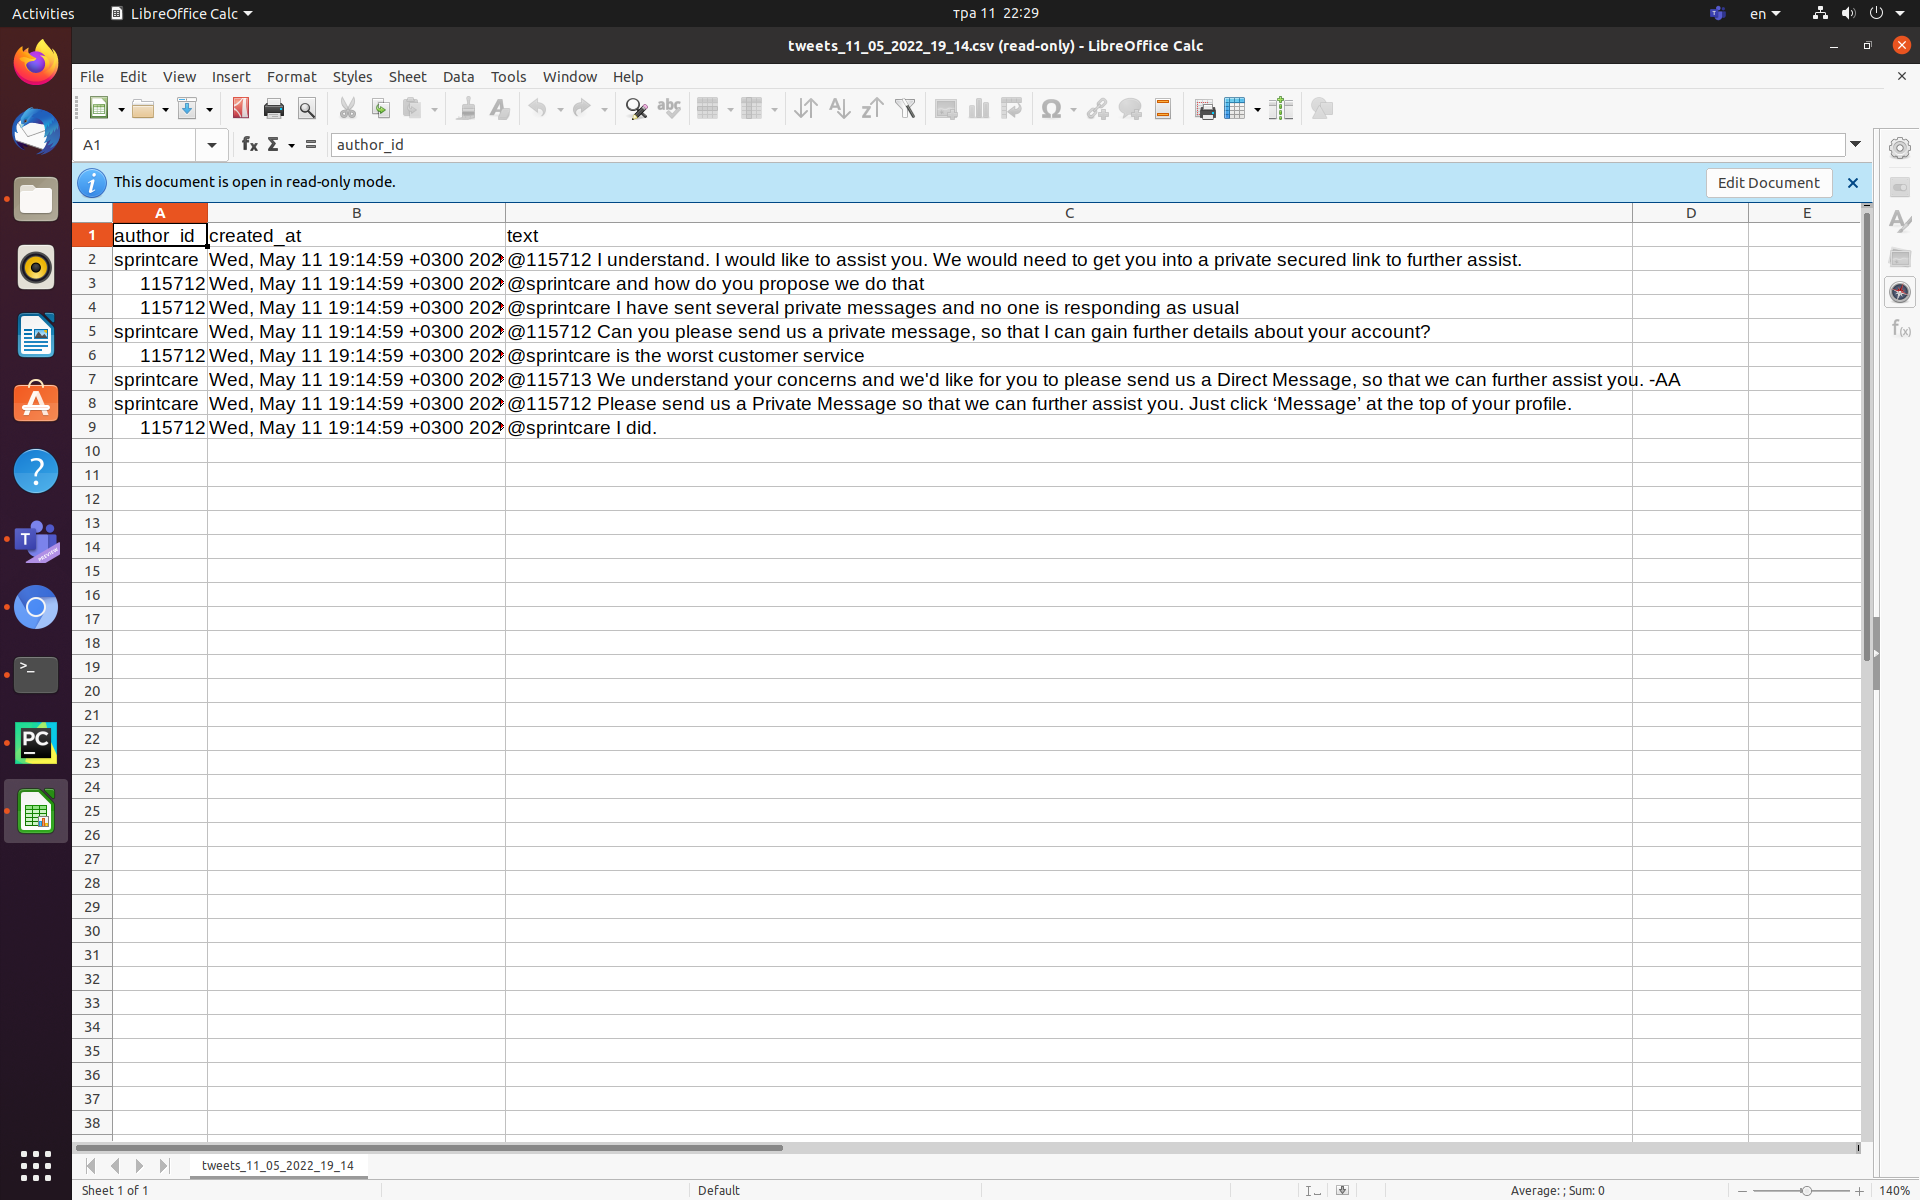 Activities LibreOffice Calc тра 11 22:29 en
tweets_11_05_2022_19_14.csv (read-only) - LibreOffice Calc
File Edit View Insert Format Styles Sheet Data Tools Window Help
A1 author_id
This document is open in read-only mode. Edit Document
A B C D E
1 author_id created_at text
2 sprintcare Wed, May 11 19:14:59 +0300 202 @115712 I understand. I would like to assist you. We would need to get you into a private secured link to further assist.
3 115712 Wed, May 11 19:14:59 +0300 202 @sprintcare and how do you propose we do that
4 115712 Wed, May 11 19:14:59 +0300 202 @sprintcare I have sent several private messages and no one is responding as usual
5 sprintcare Wed, May 11 19:14:59 +0300 202 @115712 Can you please send us a private message, so that I can gain further details about your account?
6 115712 Wed, May 11 19:14:59 +0300 202 @sprintcare is the worst customer service
7 sprintcare Wed, May 11 19:14:59 +0300 202 @115713 We understand your concerns and we'd like for you to please send us a Direct Message, so that we can further assist you. -AA
8 sprintcare Wed, May 11 19:14:59 +0300 202 @115712 Please send us a Private Message so that we can further assist you. Just click ‘Message’ at the top of your profile.
9 115712 Wed, May 11 19:14:59 +0300 202 @sprintcare I did.
10
11
12
13
14
15
16
17
18
19
20
21
22
23
24
25
26
27
28
29
30
31
32
33
34
35
36
37
38
tweets_11_05_2022_19_14
Sheet 1 of 1 Default Average: ; Sum: 0 140%